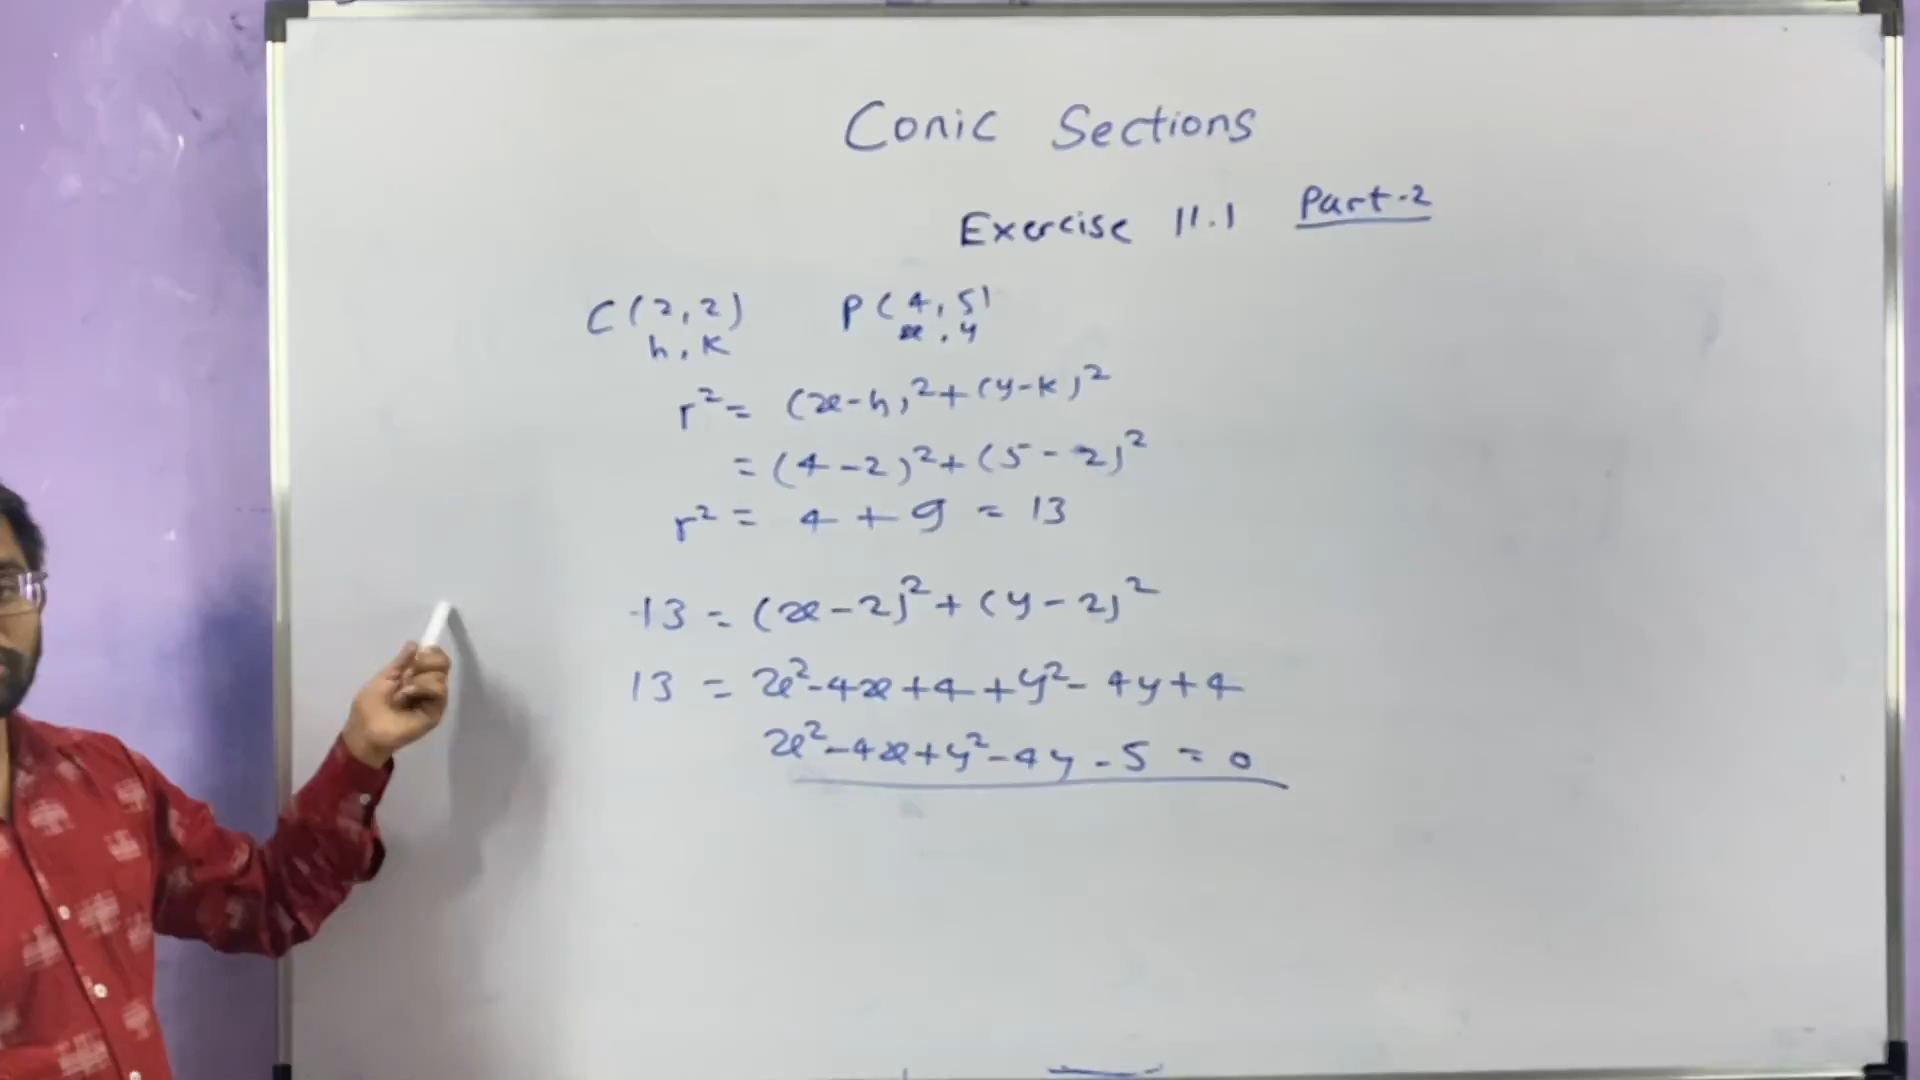 Conic Sections
Exercise 11.1 Part-2
C(2,2) P(4,5)
h,k x,y
r² = (x-h)²+(y-k)²
= (4-2)²+(5-2)²
r² = 4 + 9 = 13
13 = (x-2)²+(y-2)²
13 = x²-4x+4+y²-4y+4
x²-4x+y²-4y-5 = 0